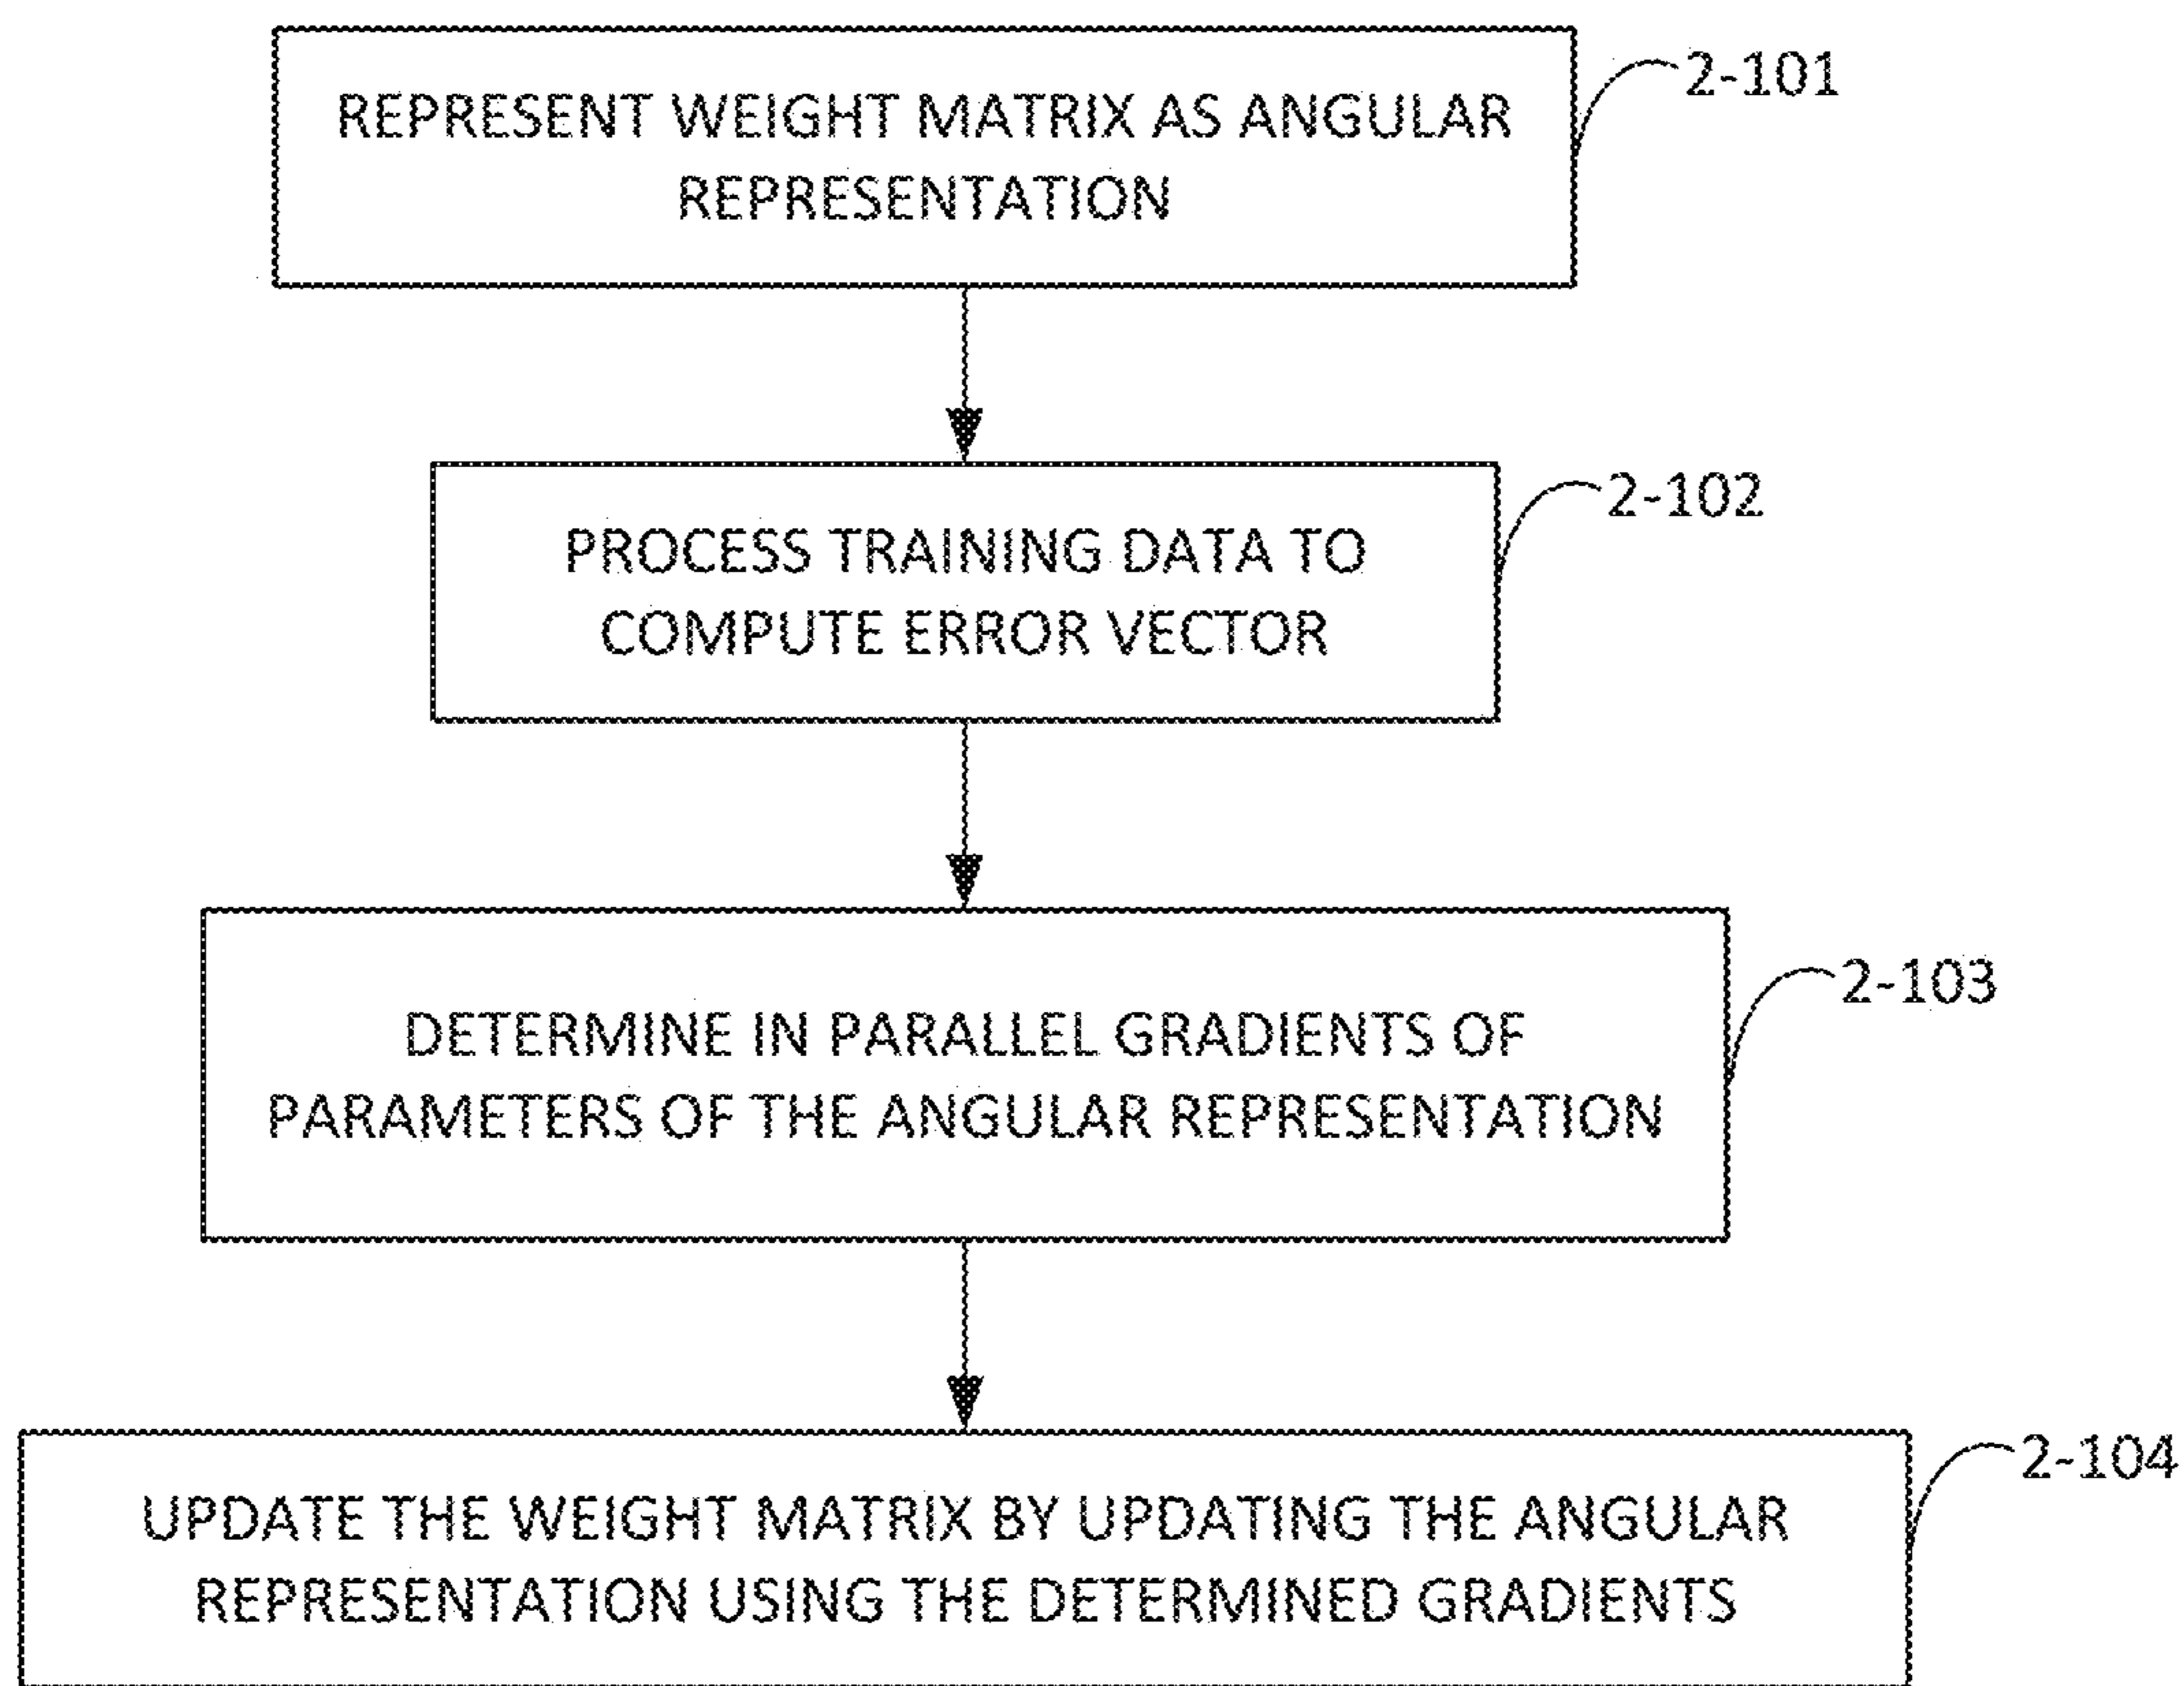 REPRESENT WEIGHT MATRIX AS ANGULAR
REPRESENTATION
2-101
PROCESS TRAINING DATA TO
COMPUTE ERROR VECTOR
2-102
DETERMINE IN PARALLEL GRADIENTS OF
PARAMETERS OF THE ANGULAR REPRESENTATION
2-103
UPDATE THE WEIGHT MATRIX BY UPDATING THE ANGULAR
REPRESENTATION USING THE DETERMINED GRADIENTS
2-104